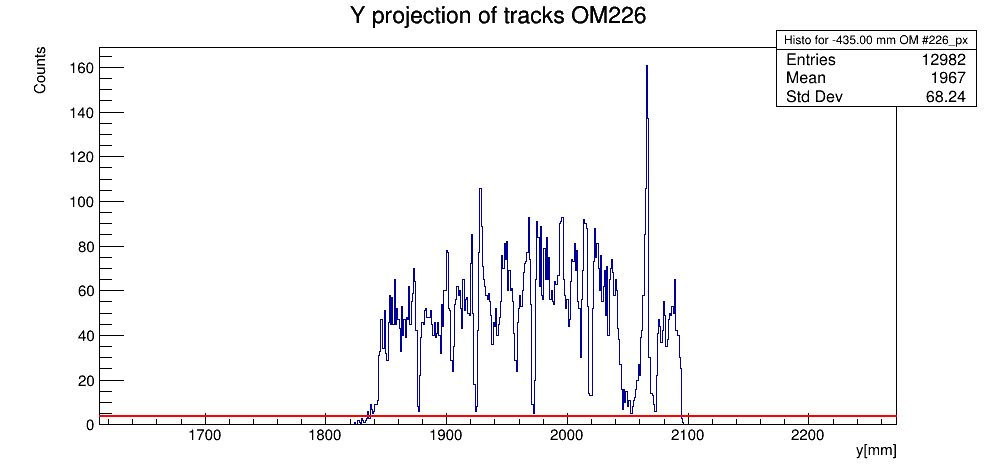 Y projection of tracks OM226
Histo for -435.00 mm OM #226_px
Entries 12982
Mean 1967
Std Dev 68.24
Counts
160
140
120
100
80
60
40
20
0
1700 1800 1900 2000 2100 2200
y[mm]